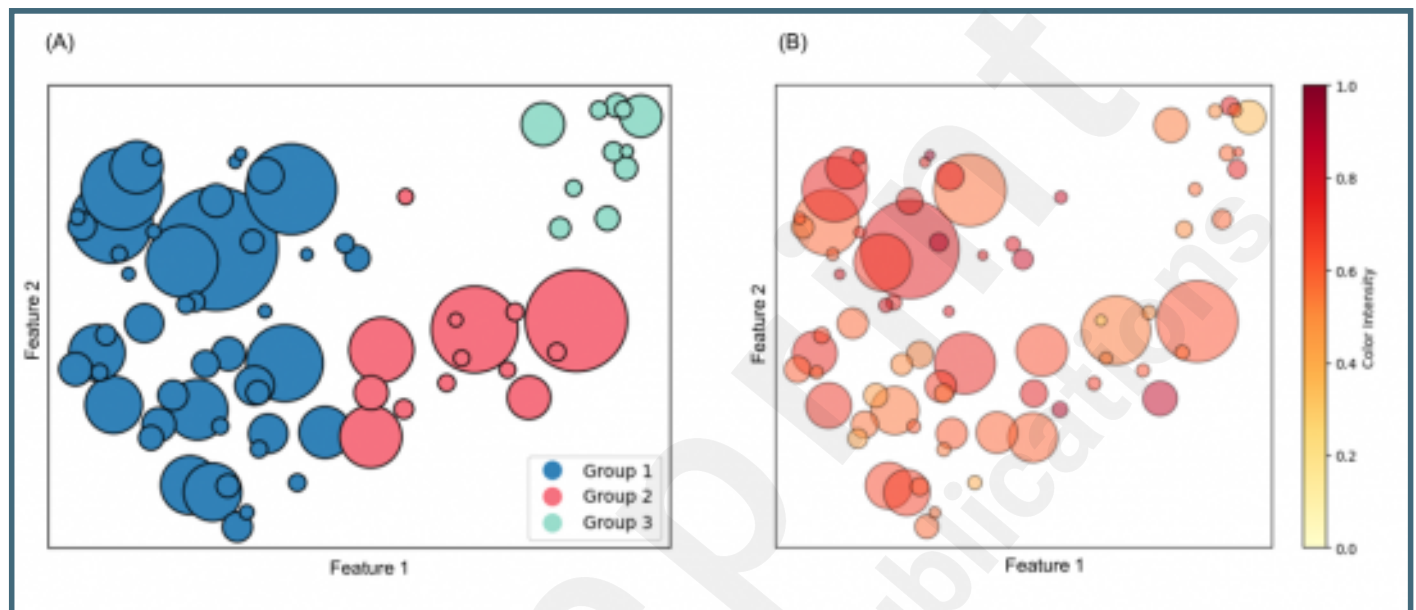 (A)
(B)
Feature 2
Feature 1
Group 1
Group 2
Group 3
Feature 2
Feature 1
1.0
0.8
0.6
0.4
0.2
0.0
Color Intensity